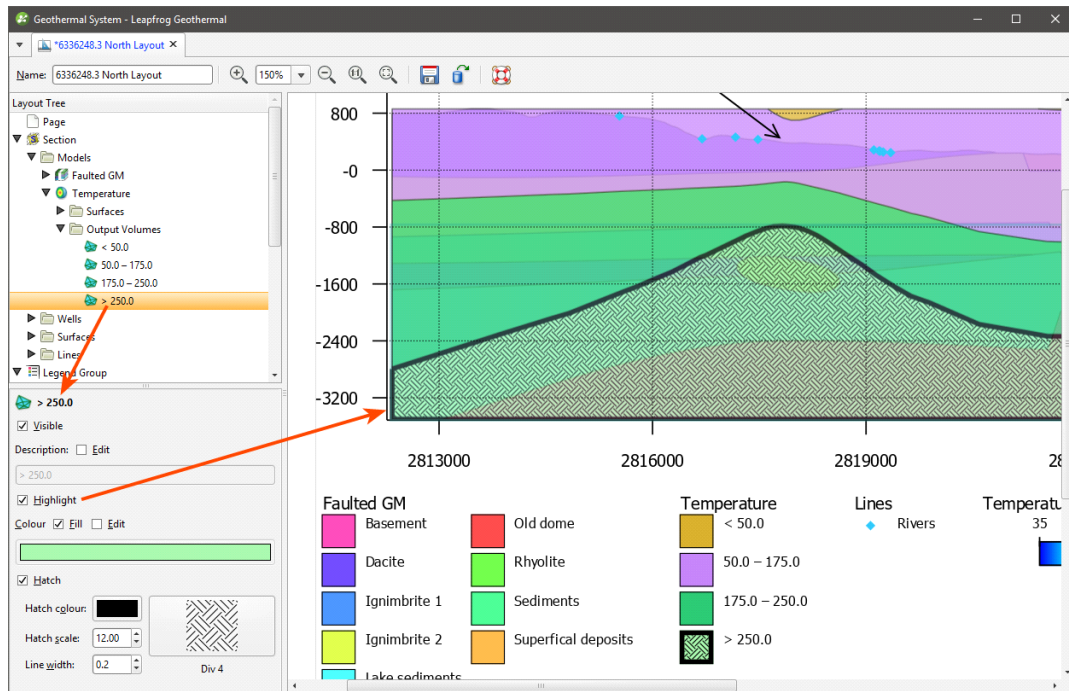 Geothermal System - Leapfrog Geothermal
*6336248.3 North Layout
Name: 6336248.3 North Layout 150%
Layout Tree
Page
Section
Models
Faulted GM
Temperature
Surfaces
Output Volumes
< 50.0
50.0 – 175.0
175.0 – 250.0
> 250.0
Wells
Surfaces
Lines
Legend Group
> 250.0
Visible
Description: Edit
> 250.0
Highlight
Colour Fill Edit
Hatch
Hatch colour:
Hatch scale: 12.00
Line width: 0.2
Div 4
800
-0
-800
-1600
-2400
-3200
2813000 2816000 2819000 28
Faulted GM
Basement
Dacite
Ignimbrite 1
Ignimbrite 2
Lake sediments
Old dome
Rhyolite
Sediments
Superfical deposits
Temperature
< 50.0
50.0 – 175.0
175.0 – 250.0
> 250.0
Lines
Rivers
Temperatu
35